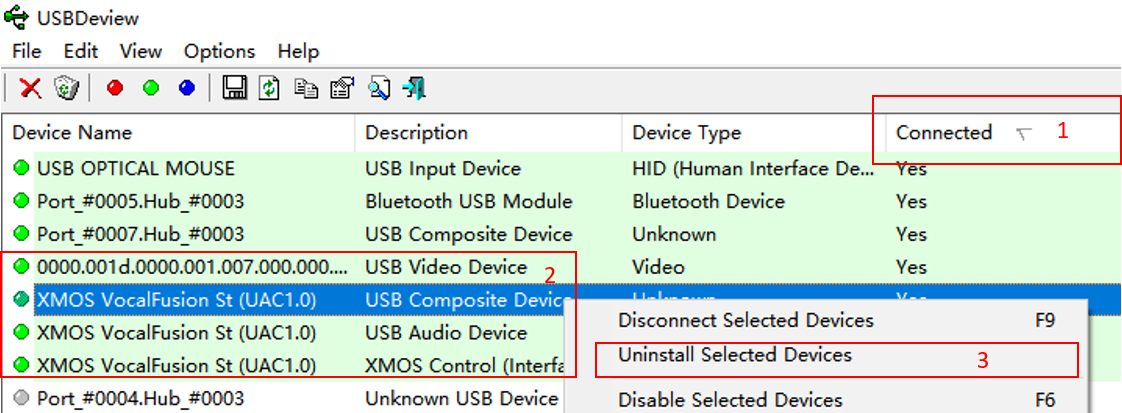 USBDeview
File Edit View Options Help
Device Name Description Device Type Connected 1
USB OPTICAL MOUSE USB Input Device HID (Human Interface De... Yes
Port_#0005.Hub_#0003 Bluetooth USB Module Bluetooth Device Yes
Port_#0007.Hub_#0003 USB Composite Device Unknown Yes
0000.001d.0000.001.007.000.000.... USB Video Device 2 Video Yes
XMOS VocalFusion St (UAC1.0) USB Composite Device Unknown Yes
Disconnect Selected Devices F9
XMOS VocalFusion St (UAC1.0) USB Audio Device
Uninstall Selected Devices 3
XMOS VocalFusion St (UAC1.0) XMOS Control (Interfa
Port_#0004.Hub_#0003 Unknown USB Device
Disable Selected Devices F6